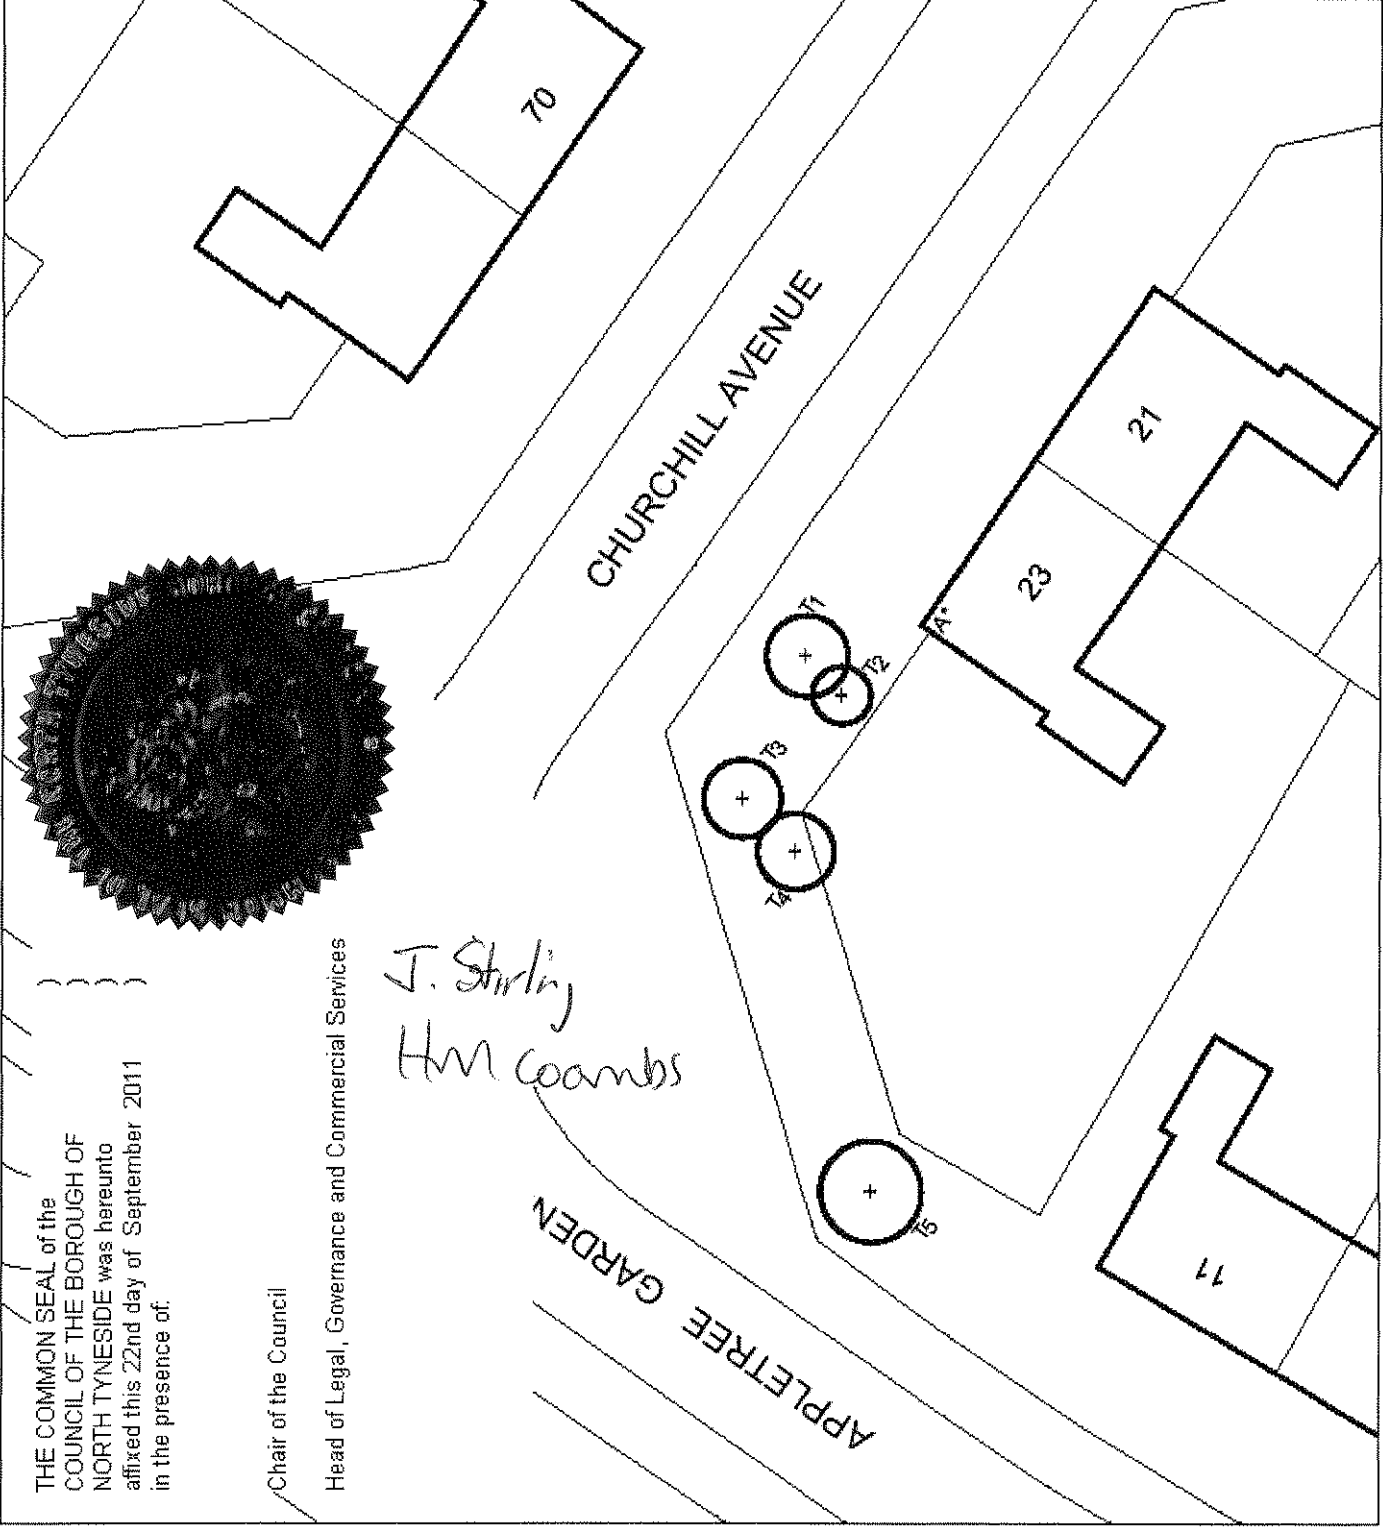 THE COMMON SEAL of the )
COUNCIL OF THE BOROUGH OF )
NORTH TYNESIDE was hereunto )
affixed this 22nd day of September 2011 )
in the presence of:
Chair of the Council
Head of Legal, Governance and Commercial Services
J. Stirling
HM Coombs
70
CHURCHILL AVENUE
21
23
A*
T1
T2
T3
T4
T5
APPLETREE GARDEN
11